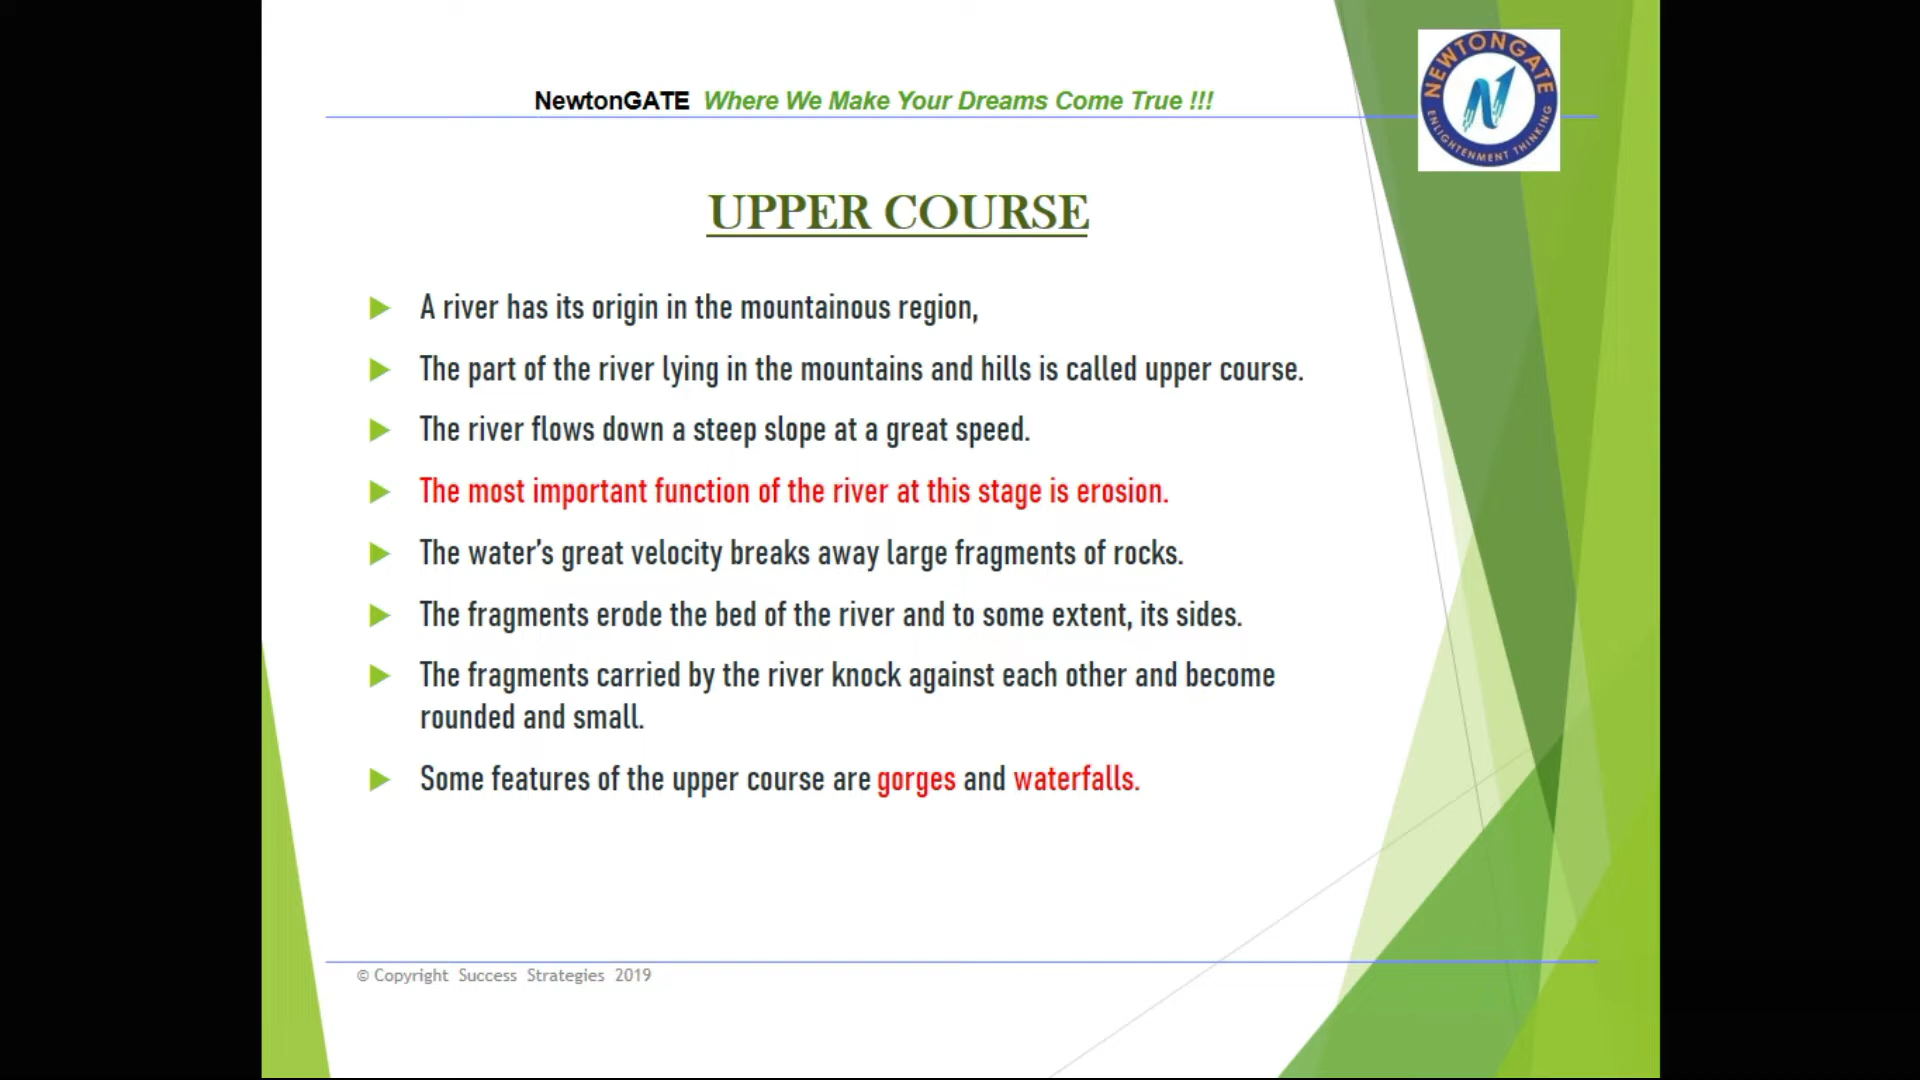 NewtonGATE Where We Make Your Dreams Come True !!!
NEWTONGATE
ENLIGHTENMENT THINKING
UPPER COURSE
A river has its origin in the mountainous region,
The part of the river lying in the mountains and hills is called upper course.
The river flows down a steep slope at a great speed.
The most important function of the river at this stage is erosion.
The water’s great velocity breaks away large fragments of rocks.
The fragments erode the bed of the river and to some extent, its sides.
The fragments carried by the river knock against each other and become
rounded and small.
Some features of the upper course are gorges and waterfalls.
© Copyright Success Strategies 2019